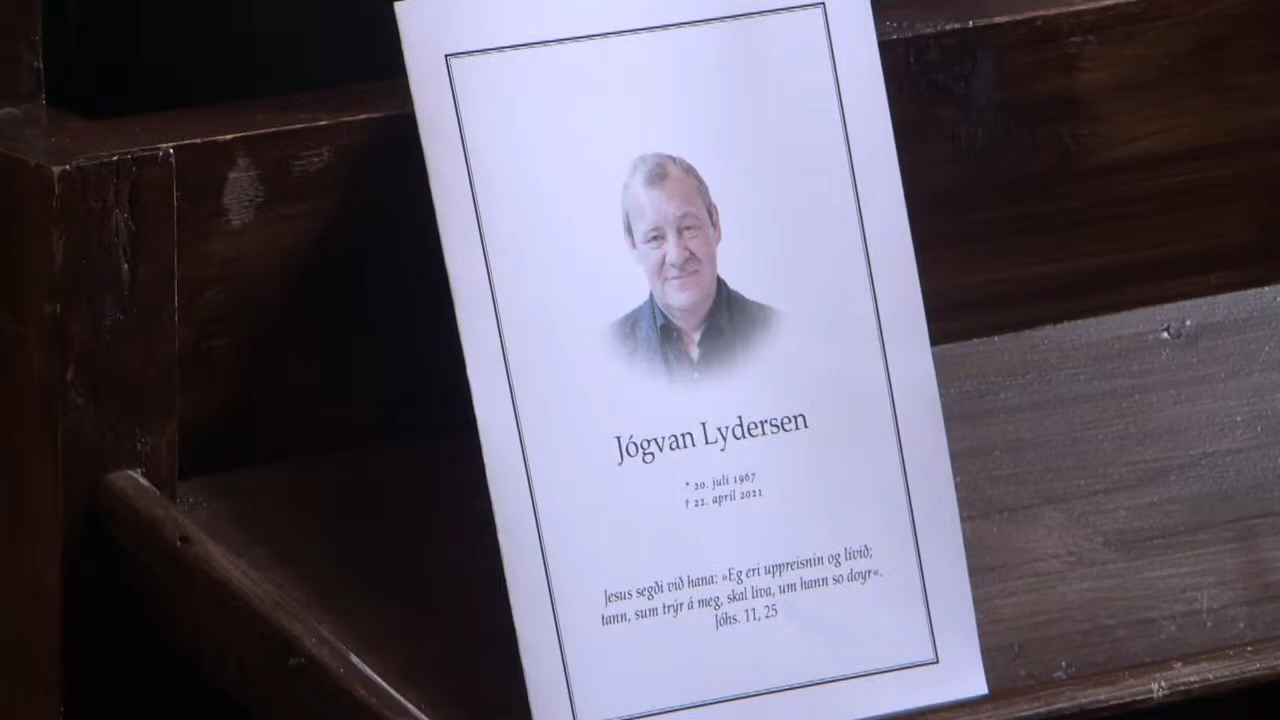 Jógvan Lydersen
* 20. juli 1967
† 22. april 2021
Jesus segði við hana: »Eg eri uppreisnin og lívið;
tann, sum trýr á meg, skal liva, um hann so doyr«.
Jóhs. 11, 25